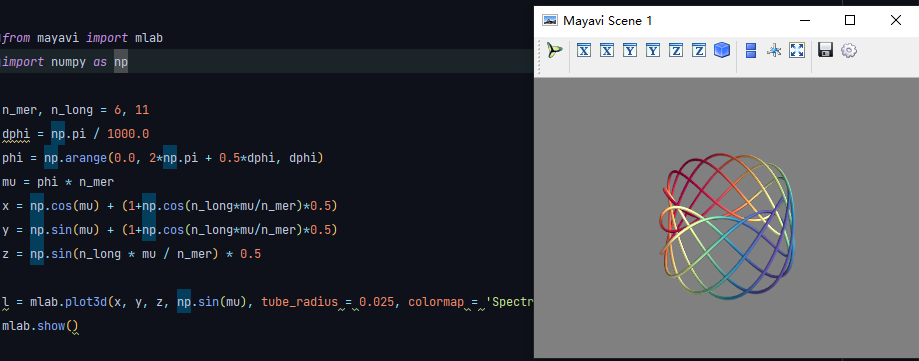 from mayavi import mlab
import numpy as np
n_mer, n_long = 6, 11
dphi = np.pi / 1000.0
phi = np.arange(0.0, 2*np.pi + 0.5*dphi, dphi)
mu = phi * n_mer
x = np.cos(mu) + (1+np.cos(n_long*mu/n_mer)*0.5)
y = np.sin(mu) + (1+np.cos(n_long*mu/n_mer)*0.5)
z = np.sin(n_long * mu / n_mer) * 0.5
l = mlab.plot3d(x, y, z, np.sin(mu), tube_radius = 0.025, colormap = 'Spectr
mlab.show()
Mayavi Scene 1
X X Y Y Z Z